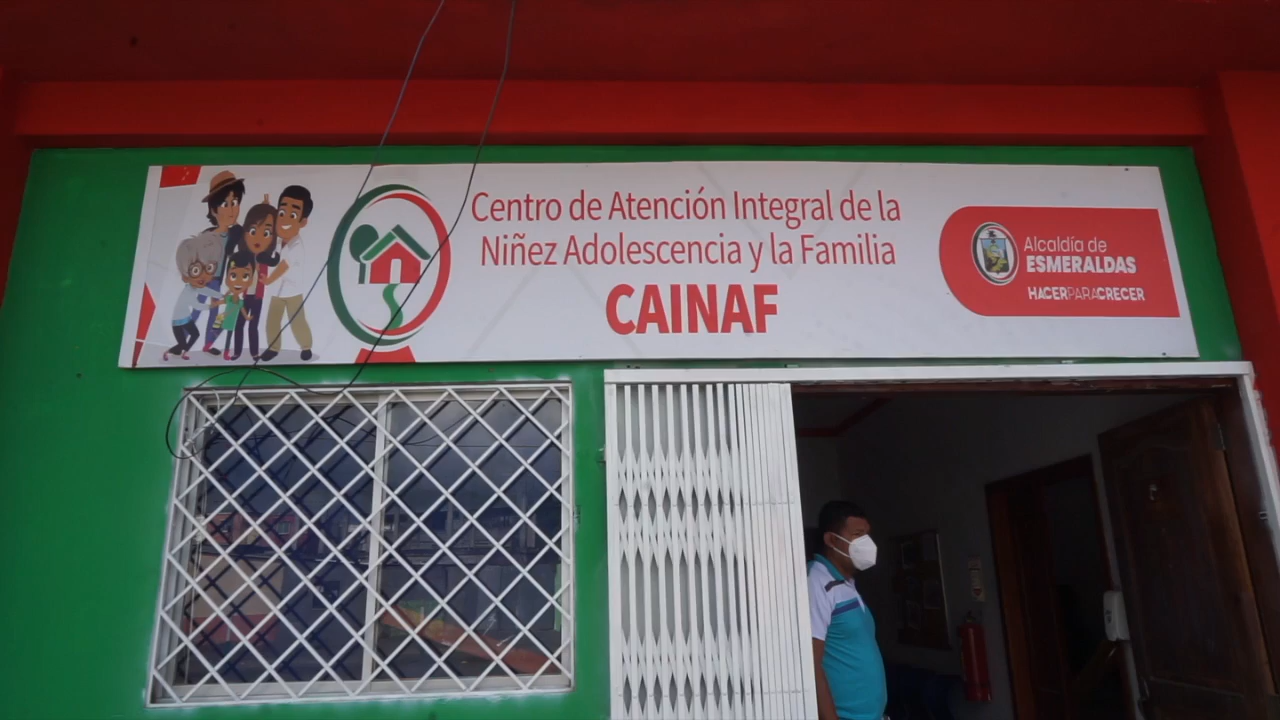 Centro de Atención Integral de la
Niñez Adolescencia y la Familia
CAINAF
Alcaldía de
ESMERALDAS
HACERPARACRECER